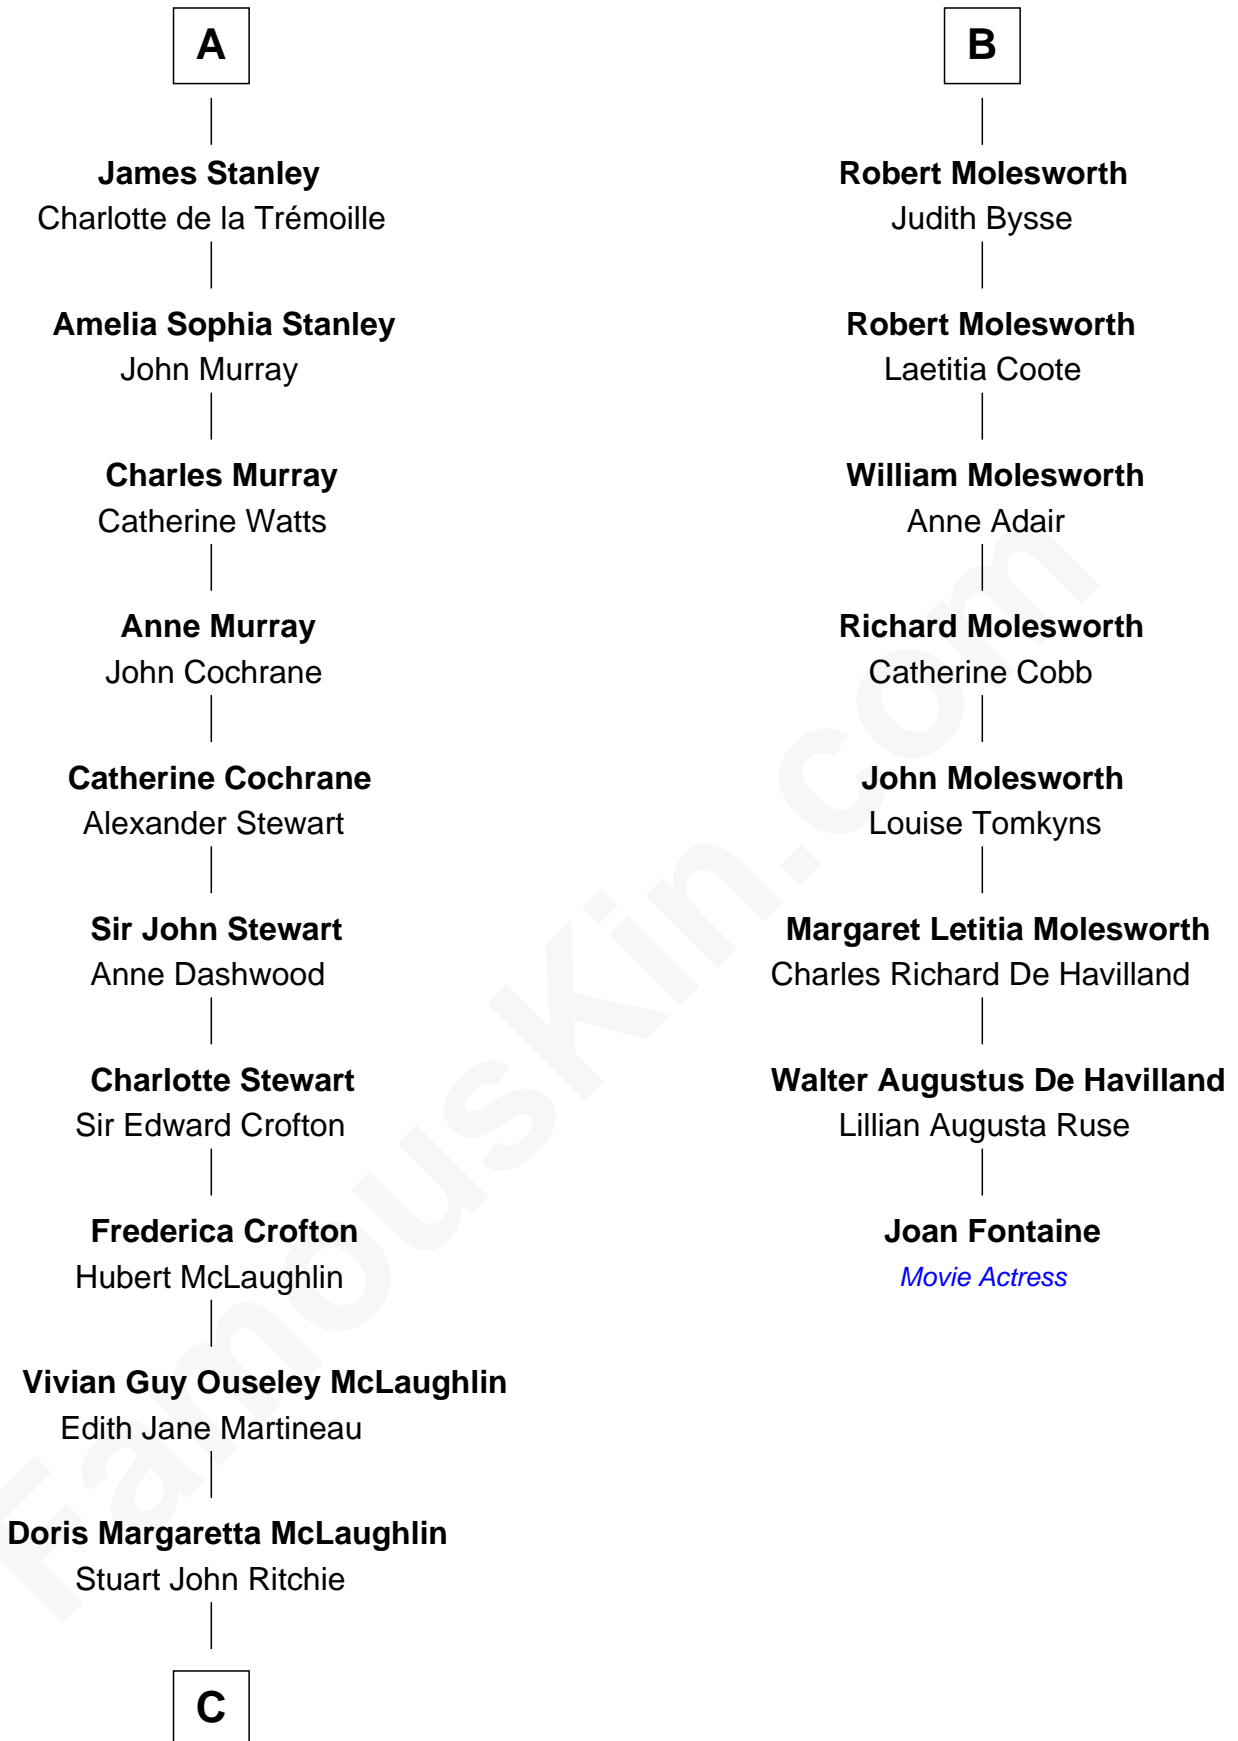 A
James Stanley
Charlotte de la Trémoille
Amelia Sophia Stanley
John Murray
Charles Murray
Catherine Watts
Anne Murray
John Cochrane
Catherine Cochrane
Alexander Stewart
Sir John Stewart
Anne Dashwood
Charlotte Stewart
Sir Edward Crofton
Frederica Crofton
Hubert McLaughlin
Vivian Guy Ouseley McLaughlin
Edith Jane Martineau
Doris Margaretta McLaughlin
Stuart John Ritchie
C
B
Robert Molesworth
Judith Bysse
Robert Molesworth
Laetitia Coote
William Molesworth
Anne Adair
Richard Molesworth
Catherine Cobb
John Molesworth
Louise Tomkyns
Margaret Letitia Molesworth
Charles Richard De Havilland
Walter Augustus De Havilland
Lillian Augusta Ruse
Joan Fontaine
Movie Actress
FamousKin.com